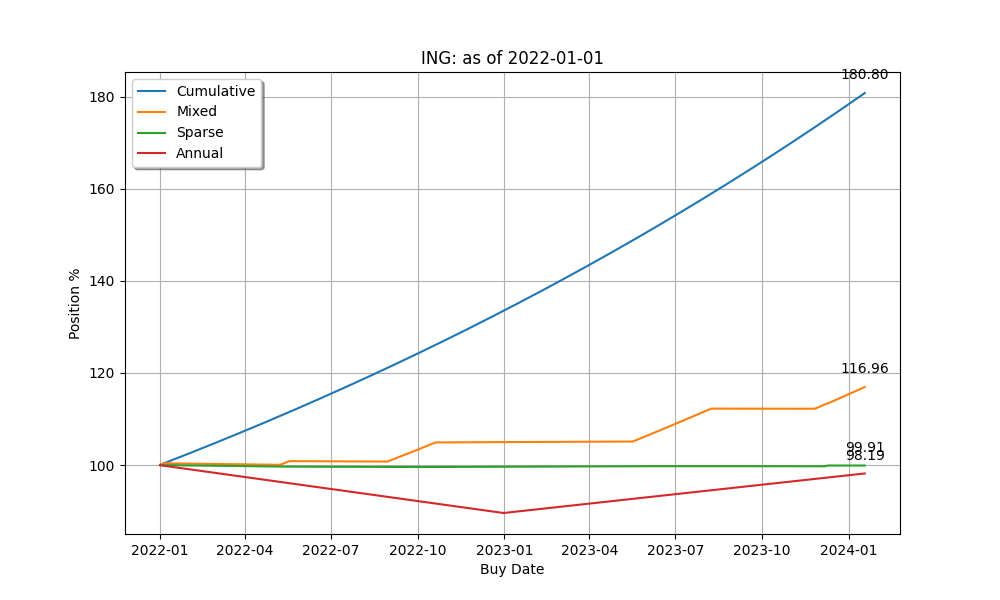 ING: as of 2022-01-01
180.80
180
Cumulative
Mixed
Sparse
Annual
160
140
120
116.96
100
99.91
98.19
Position %
2022-01 2022-04 2022-07 2022-10 2023-01 2023-04 2023-07 2023-10 2024-01
Buy Date